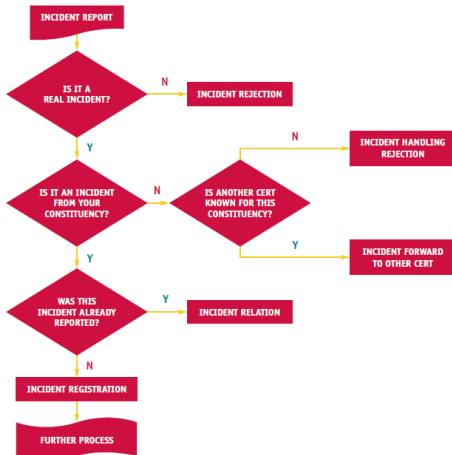 INCIDENT REPORT
IS IT A
REAL INCIDENT?
N
INCIDENT REJECTION
Y
IS IT AN INCIDENT
FROM YOUR
CONSTITUENCY?
N
IS ANOTHER CERT
KNOWN FOR THIS
CONSTITUENCY?
N
INCIDENT HANDLING
REJECTION
Y
INCIDENT FORWARD
TO OTHER CERT
Y
WAS THIS
INCIDENT ALREADY
REPORTED?
Y
INCIDENT RELATION
N
INCIDENT REGISTRATION
FURTHER PROCESS